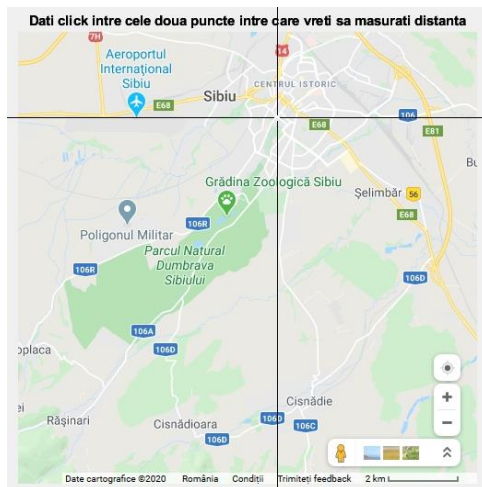 Dati click intre cele doua puncte intre care vreti sa masurati distanta
7H
14
Aeroportul
Internațional
Sibiu
CENTRUL ISTORIC
Sibiu
E68
106
E68
E81
Grădina Zoologică Sibiu
Șelimbăr
56
E68
106R
Poligonul Militar
Parcul Natural
Dumbrava
Sibiului
106R
106D
106A
106D
oplaca
Cisnădie
Rășinari
Cisnădioara
106D
106C
106D
Date cartografice ©2020 România Condiții Trimiteți feedback 2 km